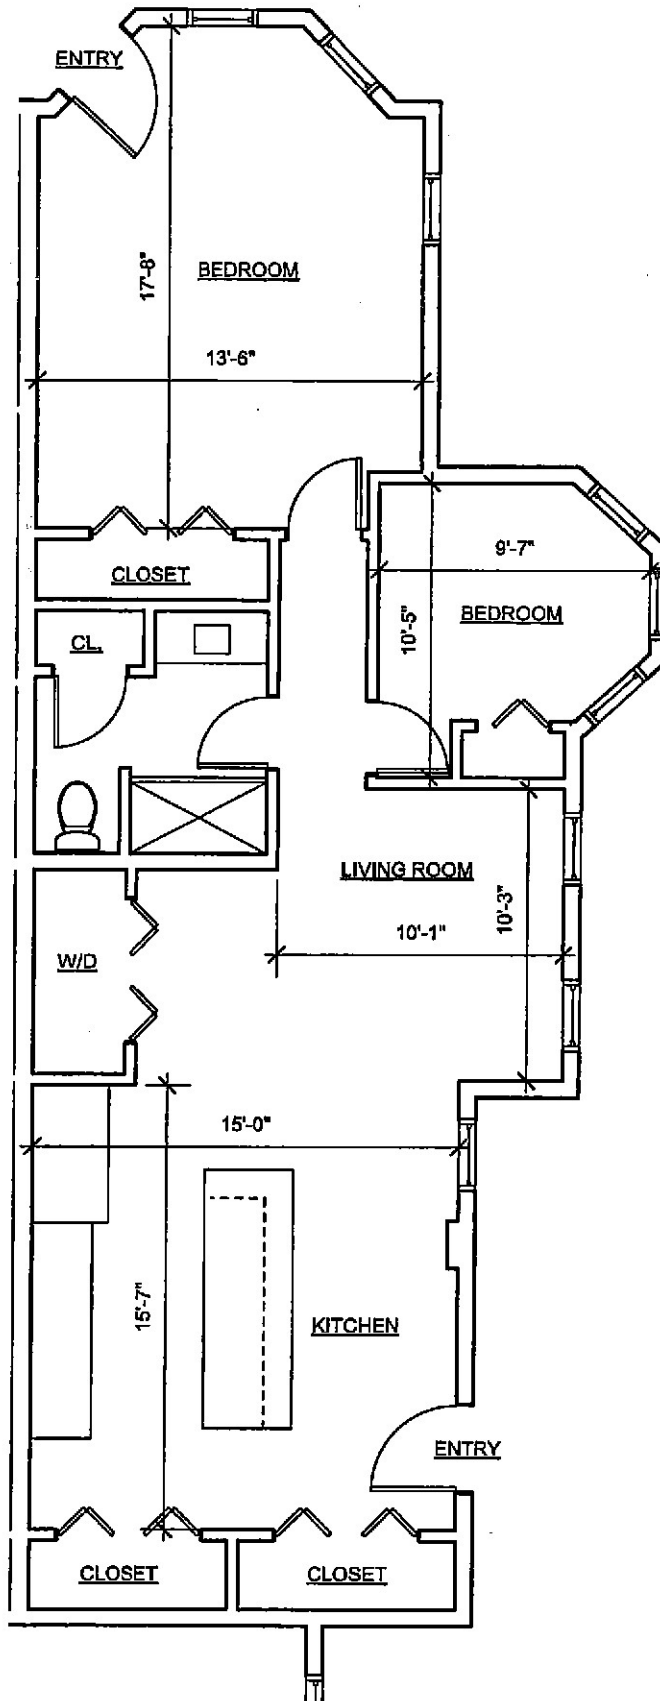 ENTRY
17'-8"
BEDROOM
13'-6"
CLOSET
9'-7"
BEDROOM
10'-5"
CL.
LIVING ROOM
10'-3"
10'-1"
W/D
15'-0"
15'-7"
KITCHEN
ENTRY
CLOSET
CLOSET